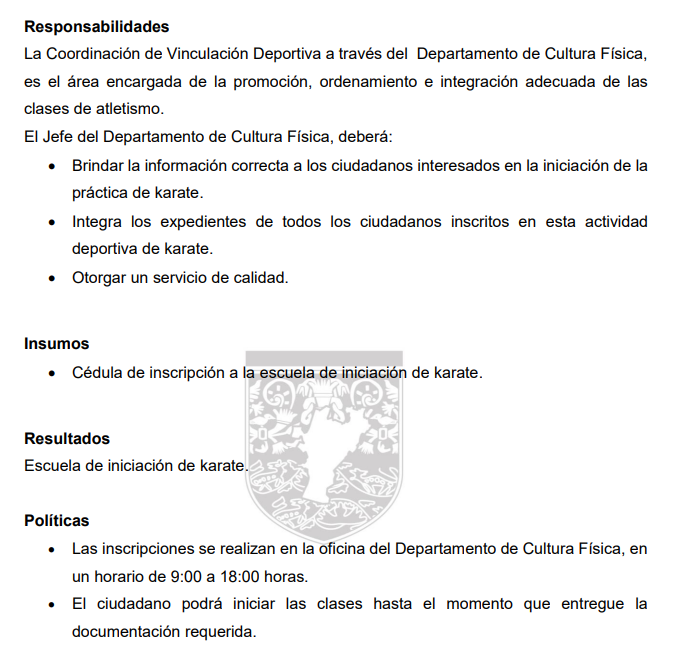 Responsabilidades
La Coordinación de Vinculación Deportiva a través del Departamento de Cultura Física,
es el área encargada de la promoción, ordenamiento e integración adecuada de las
clases de atletismo.
El Jefe del Departamento de Cultura Física, deberá:
• Brindar la información correcta a los ciudadanos interesados en la iniciación de la
práctica de karate.
• Integra los expedientes de todos los ciudadanos inscritos en esta actividad
deportiva de karate.
• Otorgar un servicio de calidad.
Insumos
• Cédula de inscripción a la escuela de iniciación de karate.
Resultados
Escuela de iniciación de karate.
Políticas
• Las inscripciones se realizan en la oficina del Departamento de Cultura Física, en
un horario de 9:00 a 18:00 horas.
• El ciudadano podrá iniciar las clases hasta el momento que entregue la
documentación requerida.